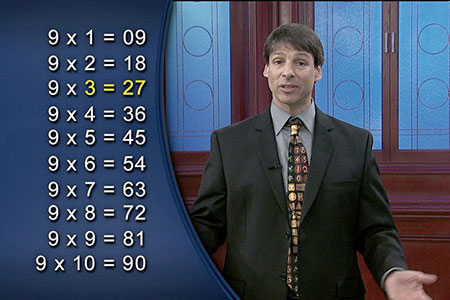 9 x 1 = 09
9 x 2 = 18
9 x 3 = 27
9 x 4 = 36
9 x 5 = 45
9 x 6 = 54
9 x 7 = 63
9 x 8 = 72
9 x 9 = 81
9 x 10 = 90